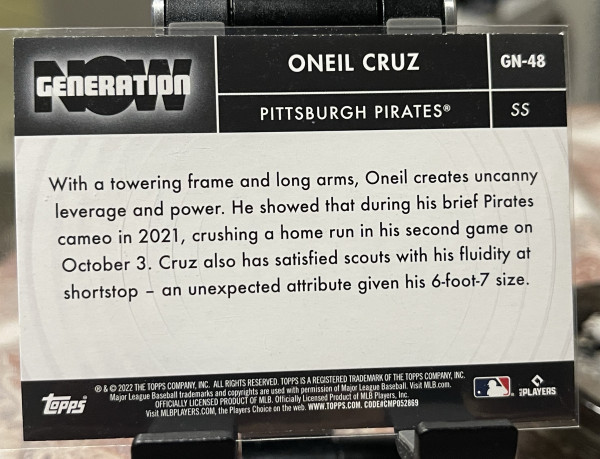 GENERATION
NOW
ONEIL CRUZ
GN-48
PITTSBURGH PIRATES®
SS
With a towering frame and long arms, Oneil creates uncanny
leverage and power. He showed that during his brief Pirates
cameo in 2021, crushing a home run in his second game on
October 3. Cruz also has satisfied scouts with his fluidity at
shortstop – an unexpected attribute given his 6-foot-7 size.
topps®
® & © 2022 THE TOPPS COMPANY, INC. ALL RIGHTS RESERVED. TOPPS IS A REGISTERED TRADEMARK OF THE TOPPS COMPANY, INC.
Major League Baseball trademarks and copyrights are used with permission of Major League Baseball. Visit MLB.com.
OFFICIALLY LICENSED PRODUCT OF MLB. Officially Licensed Product of MLB Players, Inc.
Visit MLBPLAYERS.COM, the Players Choice on the web. WWW.TOPPS.COM. CODE#CMP052869
PLAYERS